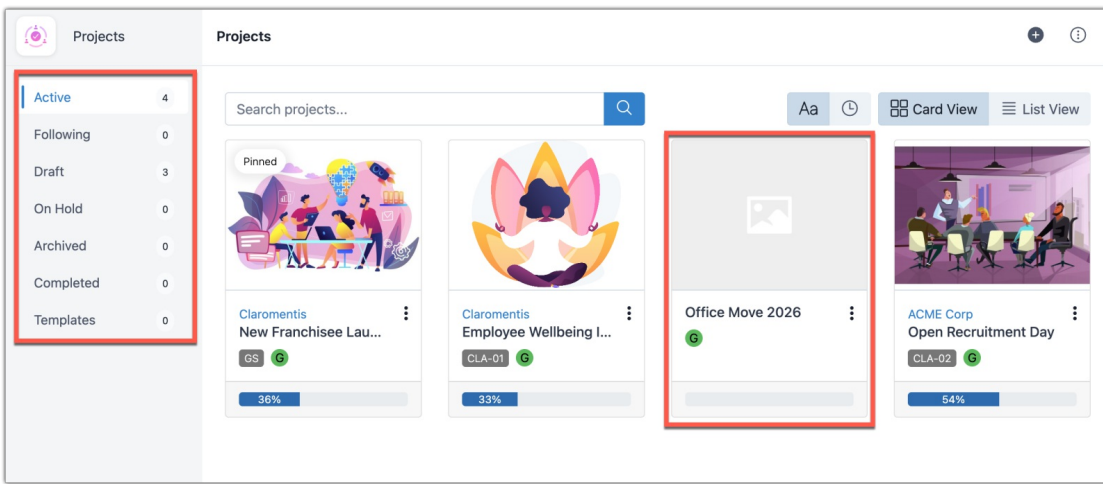 Projects
Projects
Active 4
Following 0
Draft 3
On Hold 0
Archived 0
Completed 0
Templates 0
Search projects...
Aa
Card View
List View
Pinned
Claromentis
New Franchisee Lau...
GS G
36%
Claromentis
Employee Wellbeing I...
CLA-01 G
33%
Office Move 2026
G
ACME Corp
Open Recruitment Day
CLA-02 G
54%